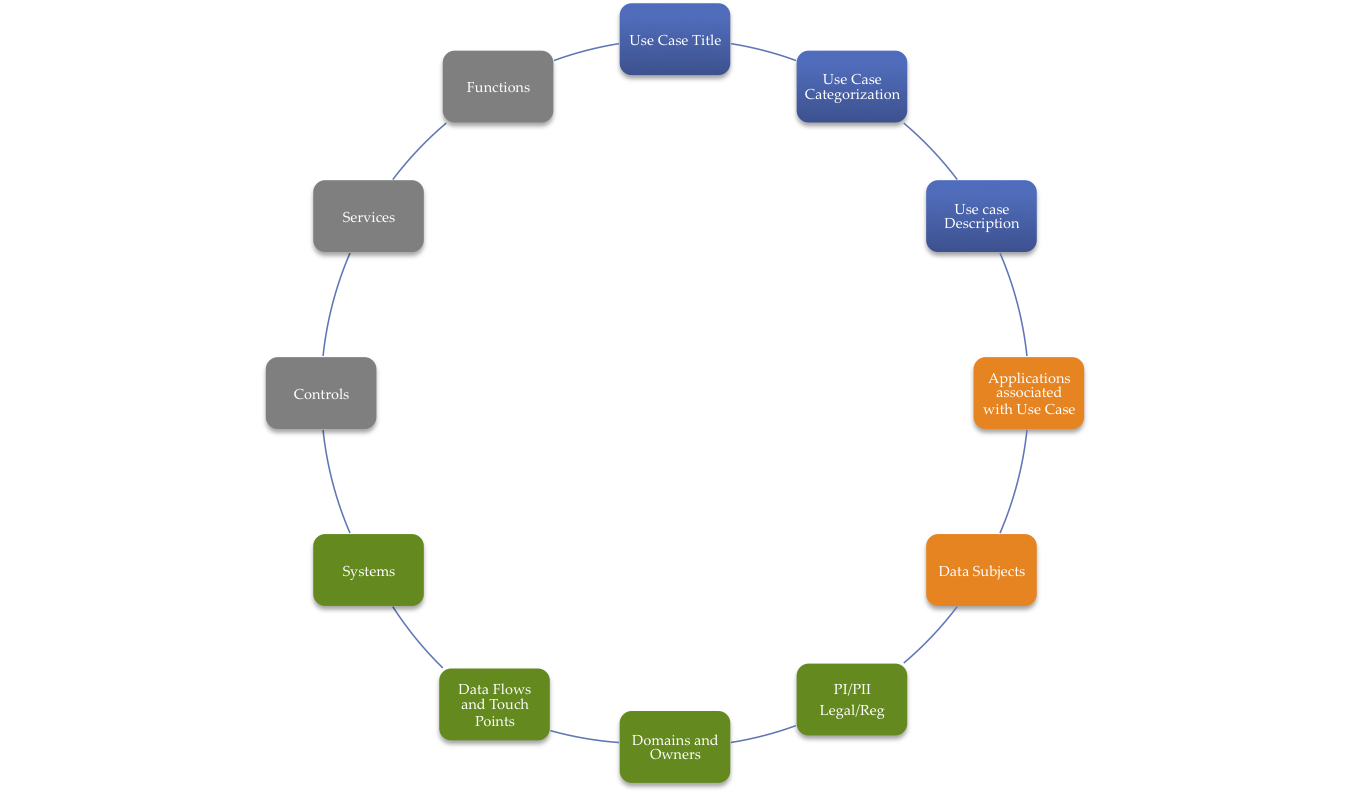 Use Case Title
Use Case
Categorization
Use case
Description
Applications
associated
with Use Case
Data Subjects
PI/PII
Legal/Reg
Domains and
Owners
Data Flows
and Touch
Points
Systems
Controls
Services
Functions